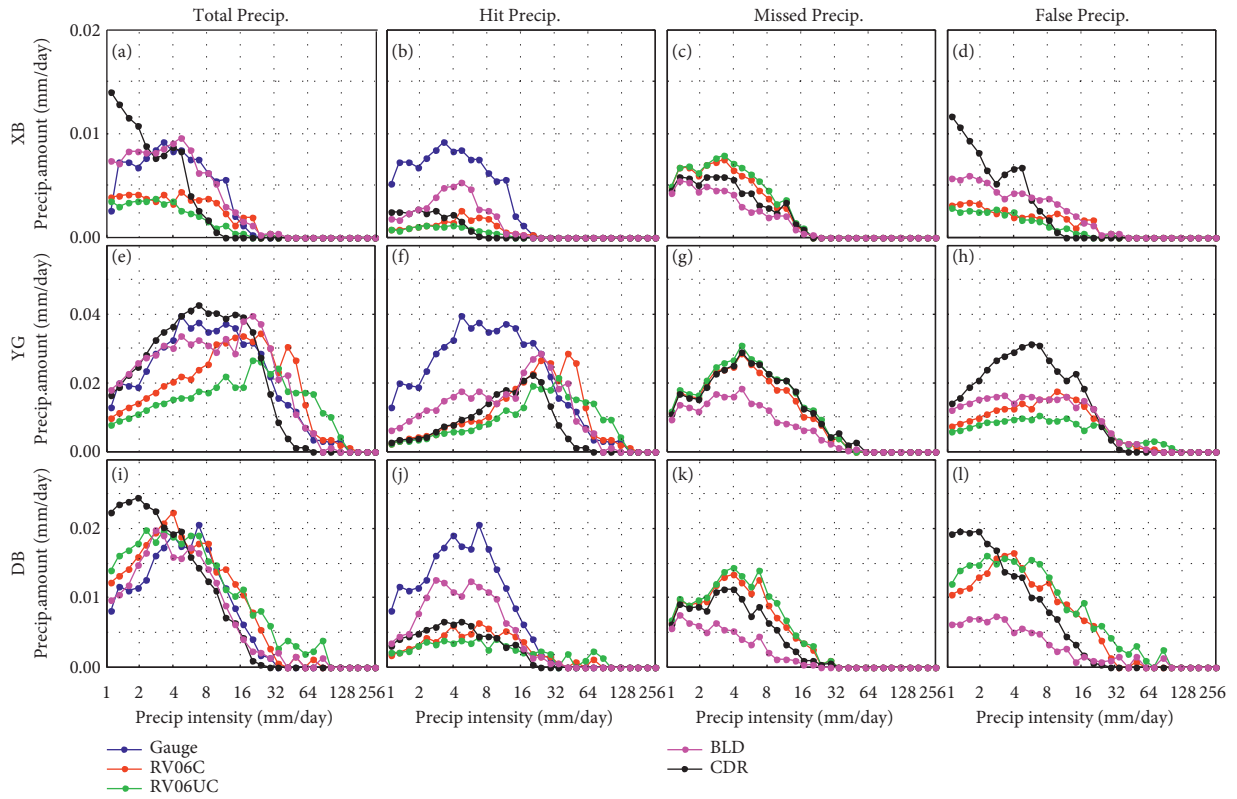 Total Precip. Hit Precip. Missed Precip. False Precip.
XB
Precip.amount (mm/day)
0.02
0.01
0.00
(a) (b) (c) (d)
YG
Precip.amount (mm/day)
0.04
0.02
0.00
(e) (f) (g) (h)
DB
Precip.amount (mm/day)
0.02
0.01
0.00
(i) (j) (k) (l)
1 2 4 8 16 32 64 128 256 1 2 4 8 16 32 64 128 256 1 2 4 8 16 32 64 128 256 1 2 4 8 16 32 64 128 256
Precip intensity (mm/day) Precip intensity (mm/day) Precip intensity (mm/day) Precip intensity (mm/day)
Gauge
RV06C
RV06UC
BLD
CDR